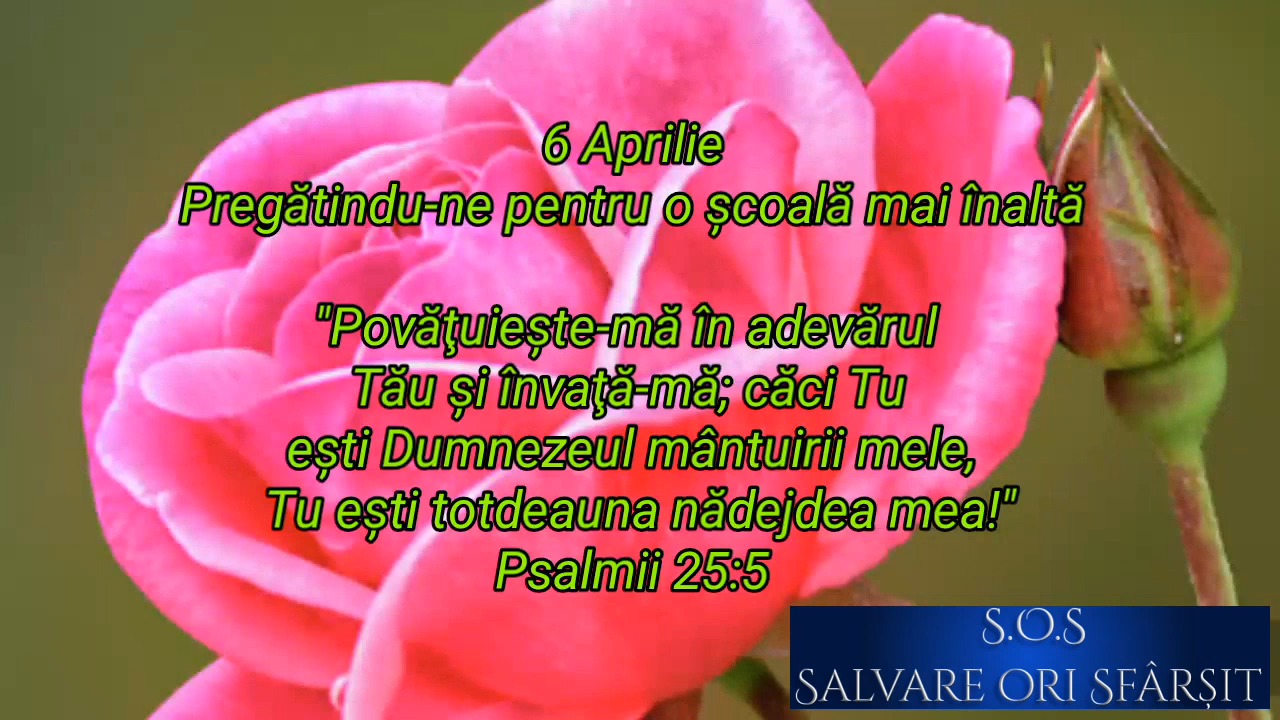 6 Aprilie
Pregătindu-ne pentru o școală mai înaltă
"Povăţuiește-mă în adevărul
Tău și învaţă-mă; căci Tu
ești Dumnezeul mântuirii mele,
Tu ești totdeauna nădejdea mea!"
Psalmii 25:5
S.O.S
SALVARE ORI SFÂRȘIT